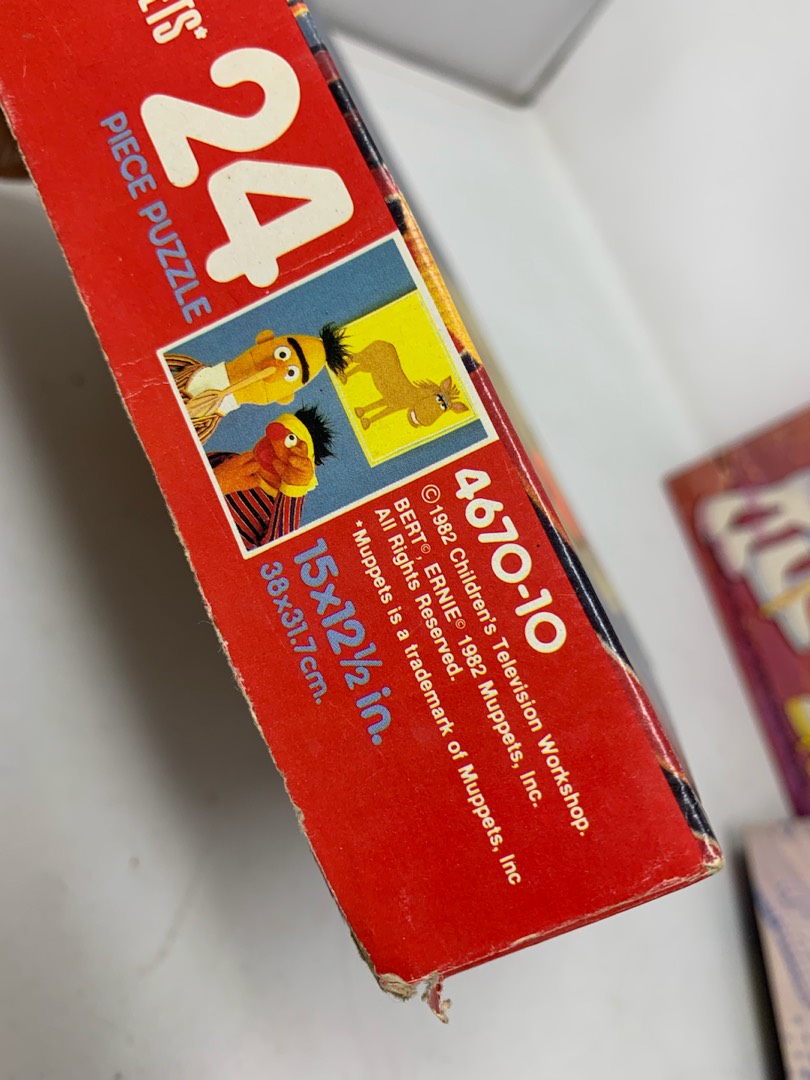 24
PIECE PUZZLE
4670-10
©1982 Children's Television Workshop.
BERT©, ERNIE© 1982 Muppets, Inc.
All Rights Reserved.
*Muppets is a trademark of Muppets, Inc
15x12½ in.
38x31.7cm.